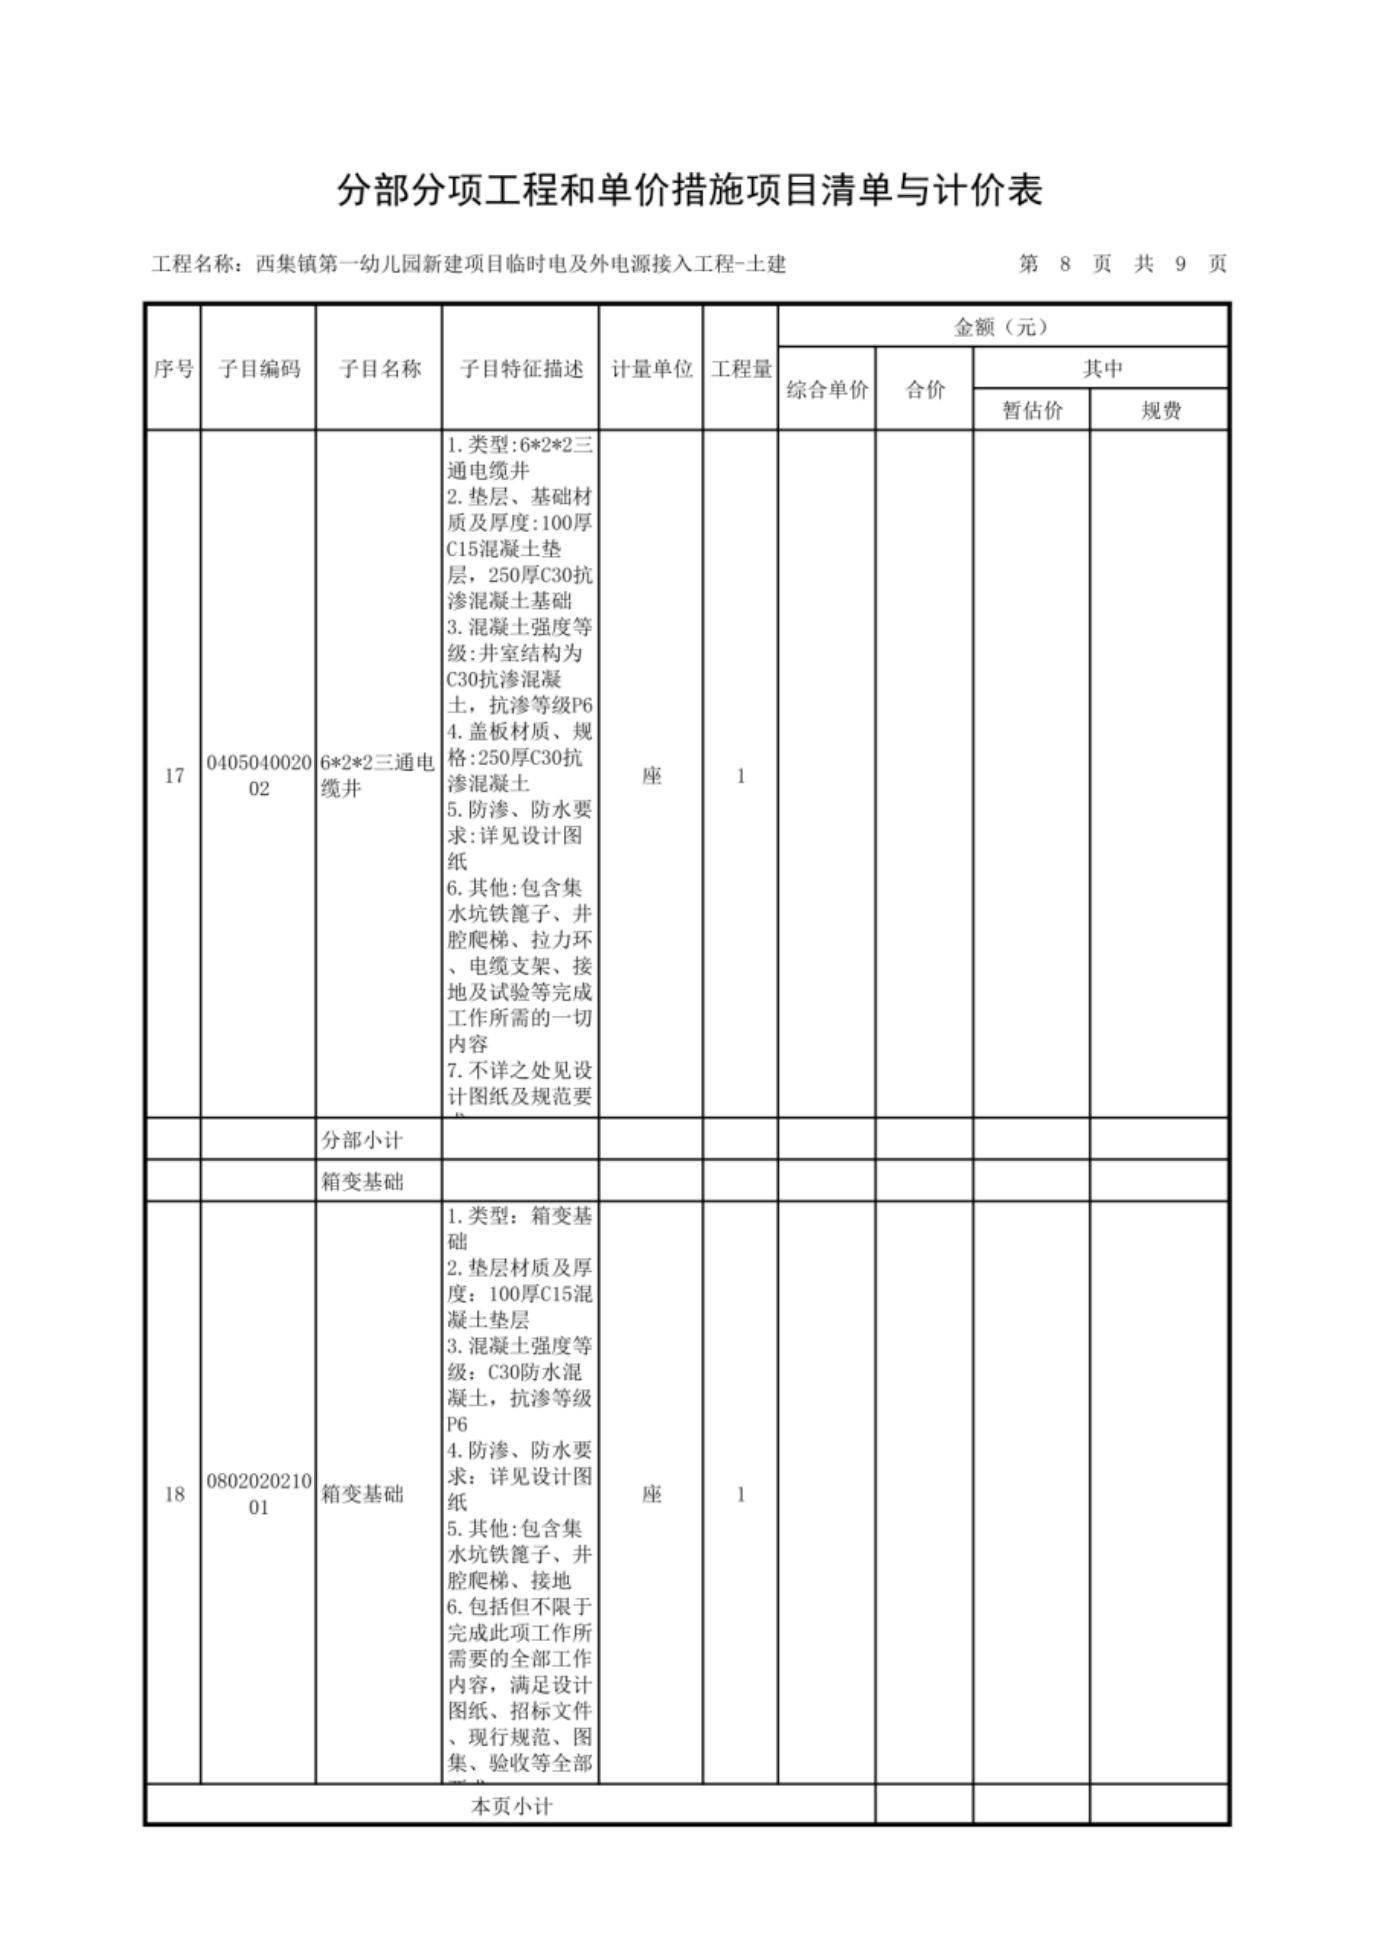 分部分项工程和单价措施项目清单与计价表
工程名称：西集镇第一幼儿园新建项目临时电及外电源接入工程-土建
第 8 页 共 9 页
序号
子目编码
子目名称
子目特征描述
计量单位
工程量
金额（元）
综合单价
合价
其中
暂估价
规费
17
0405040020
02
6*2*2三通电
缆井
1.类型:6*2*2三
通电缆井
2.垫层、基础材
质及厚度:100厚
C15混凝土垫
层，250厚C30抗
渗混凝土基础
3.混凝土强度等
级:井室结构为
C30抗渗混凝
土，抗渗等级P6
4.盖板材质、规
格:250厚C30抗
渗混凝土
5.防渗、防水要
求:详见设计图
纸
6.其他:包含集
水坑铁篦子、井
腔爬梯、拉力环
、电缆支架、接
地及试验等完成
工作所需的一切
内容
7.不详之处见设
计图纸及规范要
座
1
分部小计
箱变基础
18
0802020210
01
箱变基础
1.类型：箱变基
础
2.垫层材质及厚
度：100厚C15混
凝土垫层
3.混凝土强度等
级：C30防水混
凝土，抗渗等级
P6
4.防渗、防水要
求：详见设计图
纸
5.其他:包含集
水坑铁篦子、井
腔爬梯、接地
6.包括但不限于
完成此项工作所
需要的全部工作
内容，满足设计
图纸、招标文件
、现行规范、图
集、验收等全部
座
1
本页小计